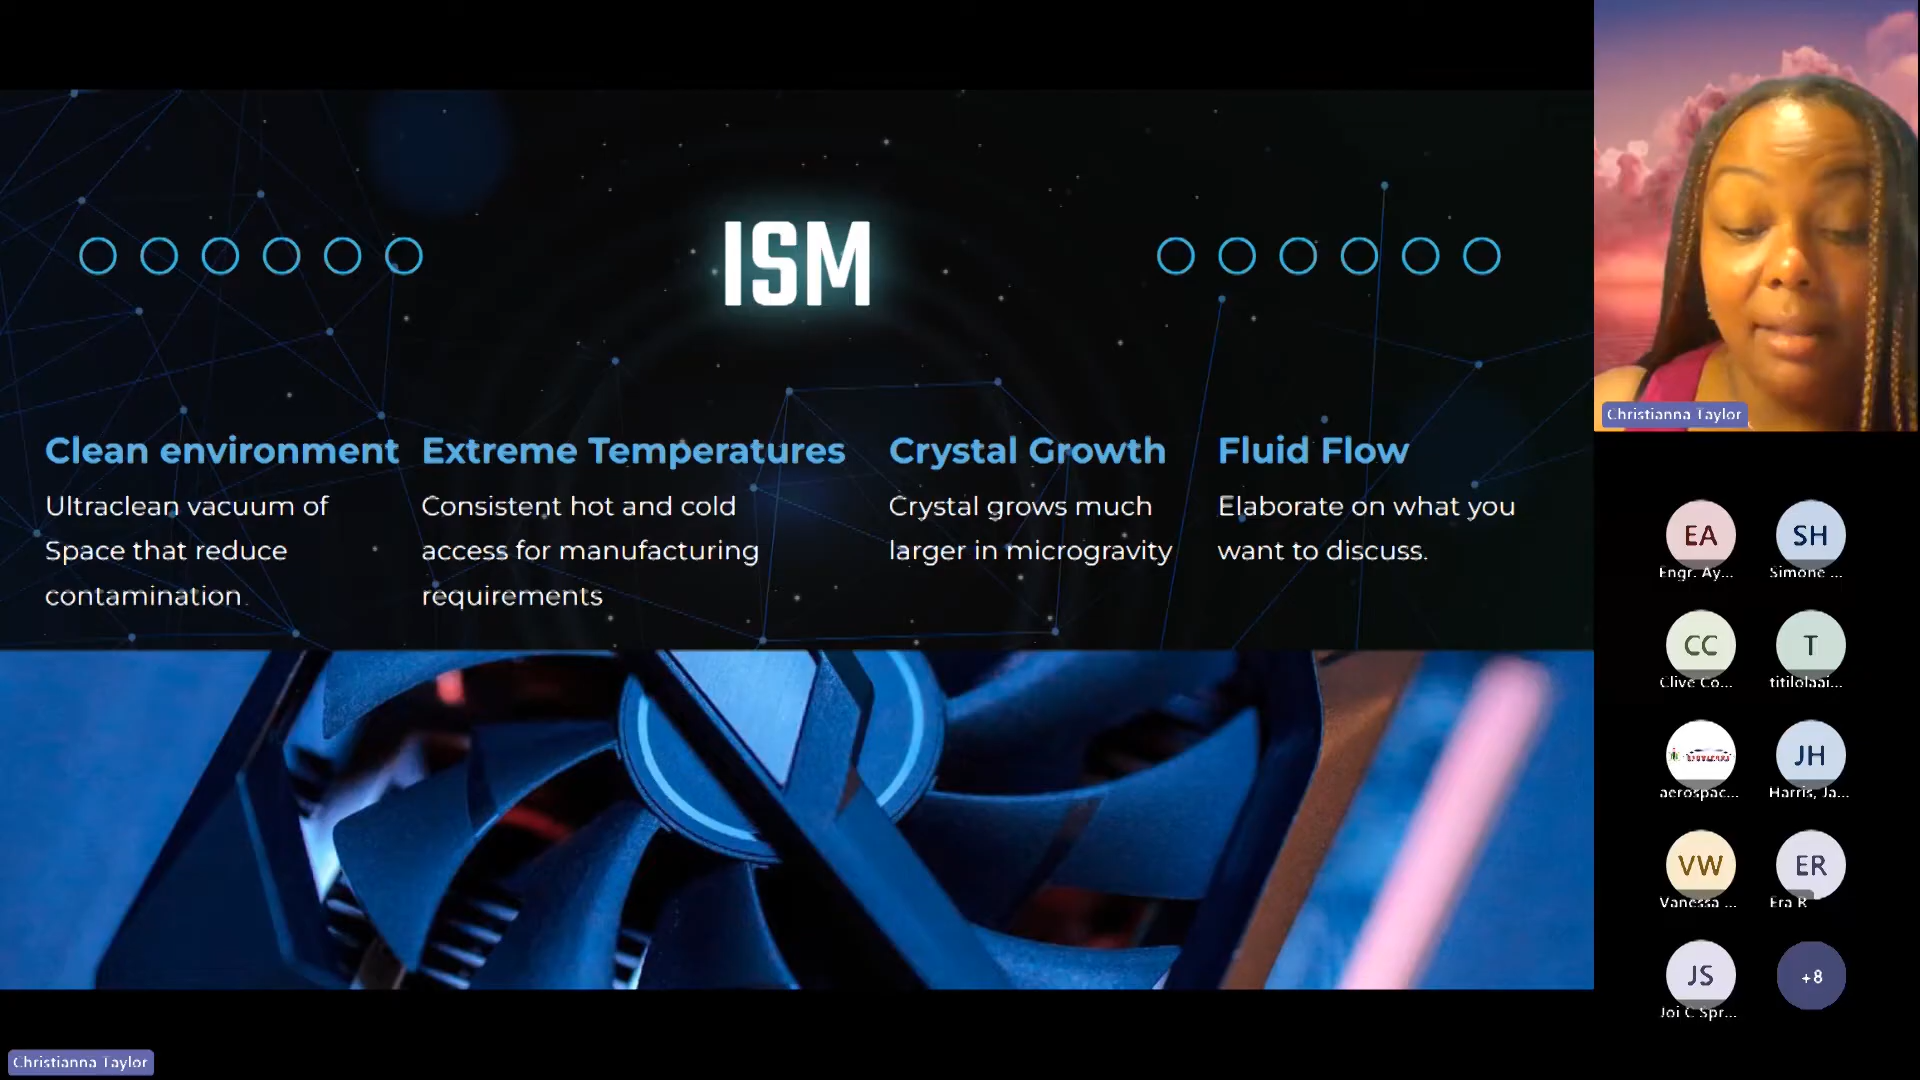 ISM
Clean environment
Ultraclean vacuum of
Space that reduce
contamination
Extreme Temperatures
Consistent hot and cold
access for manufacturing
requirements
Crystal Growth
Crystal grows much
larger in microgravity
Fluid Flow
Elaborate on what you
want to discuss.
Christianna Taylor
EA
Engr. Ay...
SH
Simone ...
CC
Clive Co...
T
titilolaai...
aerospac...
JH
Harris, Ja...
VW
Vanessa ...
ER
Era R
JS
Joi C Spr...
+8
Christianna Taylor